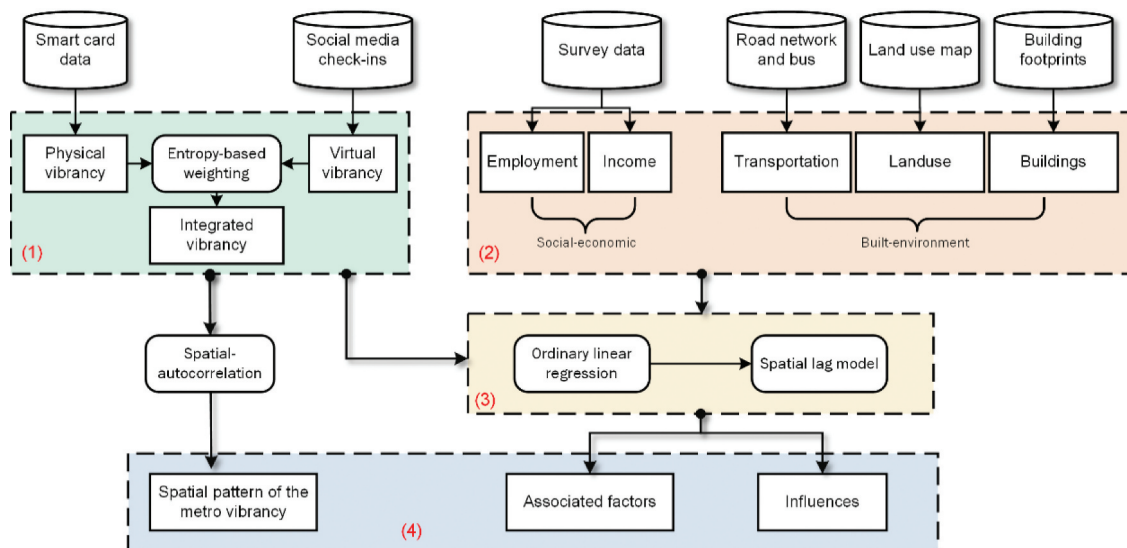 Smart card
data
Social media
check-ins
Survey data
Road network
and bus
Land use map
Building
footprints
Physical
vibrancy
Entropy-based
weighting
Virtual
vibrancy
Integrated
vibrancy
(1)
Employment
Income
Transportation
Landuse
Buildings
Social-economic
Built-environment
(2)
Spatial-
autocorrelation
Ordinary linear
regression
Spatial lag model
(3)
Spatial pattern of the
metro vibrancy
Associated factors
Influences
(4)